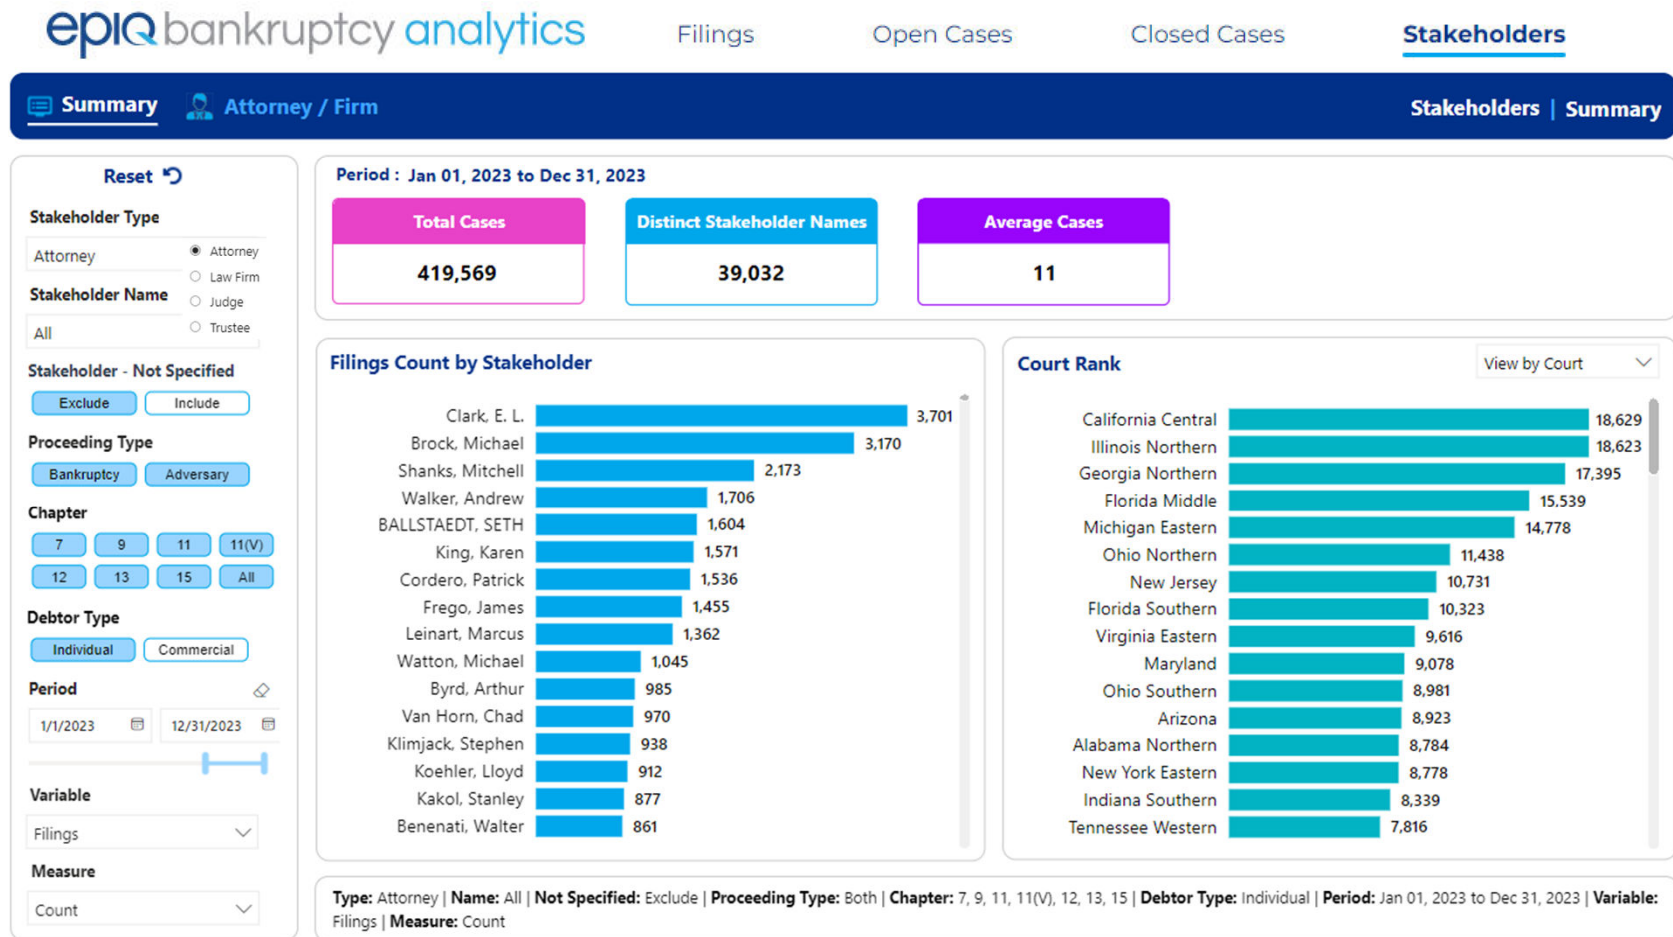 epiq bankruptcy analytics
Filings
Open Cases
Closed Cases
Stakeholders
Summary
Attorney / Firm
Stakeholders | Summary
Reset
Stakeholder Type
Attorney
Attorney
Law Firm
Judge
Trustee
Stakeholder Name
All
Stakeholder - Not Specified
Exclude
Include
Proceeding Type
Bankruptcy
Adversary
Chapter
7
9
11
11(V)
12
13
15
All
Debtor Type
Individual
Commercial
Period
1/1/2023
12/31/2023
Variable
Filings
Measure
Count
Period : Jan 01, 2023 to Dec 31, 2023
Total Cases
419,569
Distinct Stakeholder Names
39,032
Average Cases
11
Filings Count by Stakeholder
Clark, E. L. 3,701
Brock, Michael 3,170
Shanks, Mitchell 2,173
Walker, Andrew 1,706
BALLSTAEDT, SETH 1,604
King, Karen 1,571
Cordero, Patrick 1,536
Frego, James 1,455
Leinart, Marcus 1,362
Watton, Michael 1,045
Byrd, Arthur 985
Van Horn, Chad 970
Klimjack, Stephen 938
Koehler, Lloyd 912
Kakol, Stanley 877
Benenati, Walter 861
Court Rank
View by Court
California Central 18,629
Illinois Northern 18,623
Georgia Northern 17,395
Florida Middle 15,539
Michigan Eastern 14,778
Ohio Northern 11,438
New Jersey 10,731
Florida Southern 10,323
Virginia Eastern 9,616
Maryland 9,078
Ohio Southern 8,981
Arizona 8,923
Alabama Northern 8,784
New York Eastern 8,778
Indiana Southern 8,339
Tennessee Western 7,816
Type: Attorney | Name: All | Not Specified: Exclude | Proceeding Type: Both | Chapter: 7, 9, 11, 11(V), 12, 13, 15 | Debtor Type: Individual | Period: Jan 01, 2023 to Dec 31, 2023 | Variable:
Filings | Measure: Count